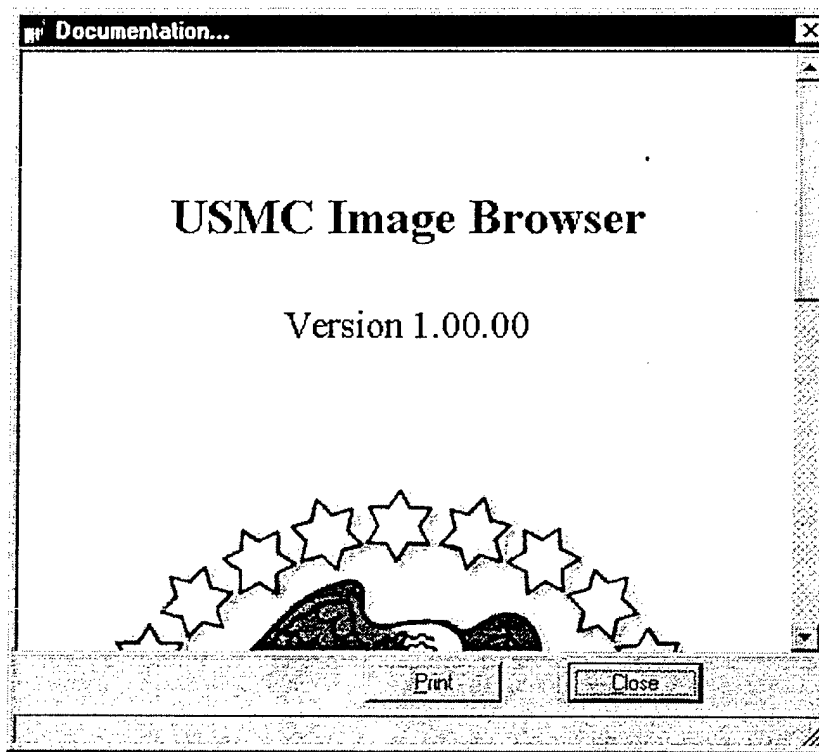 Documentation...
USMC Image Browser
Version 1.00.00
Print
Close